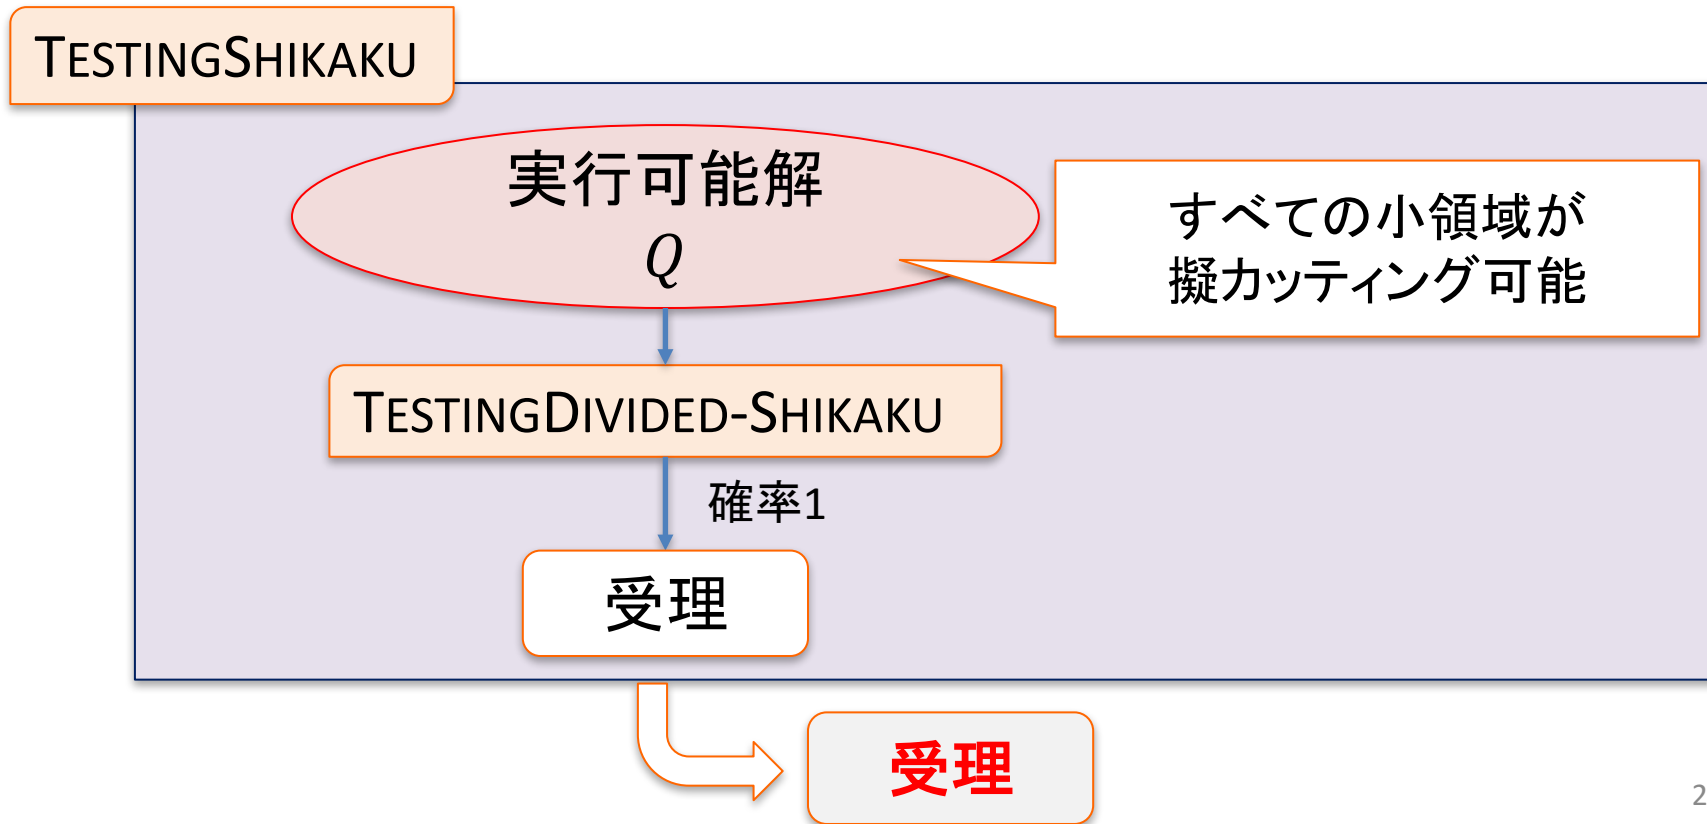 TESTINGSHIKAKU
実行可能解
Q
すべての小領域が
擬カッティング可能
TESTINGDIVIDED-SHIKAKU
確率1
受理
受理
2